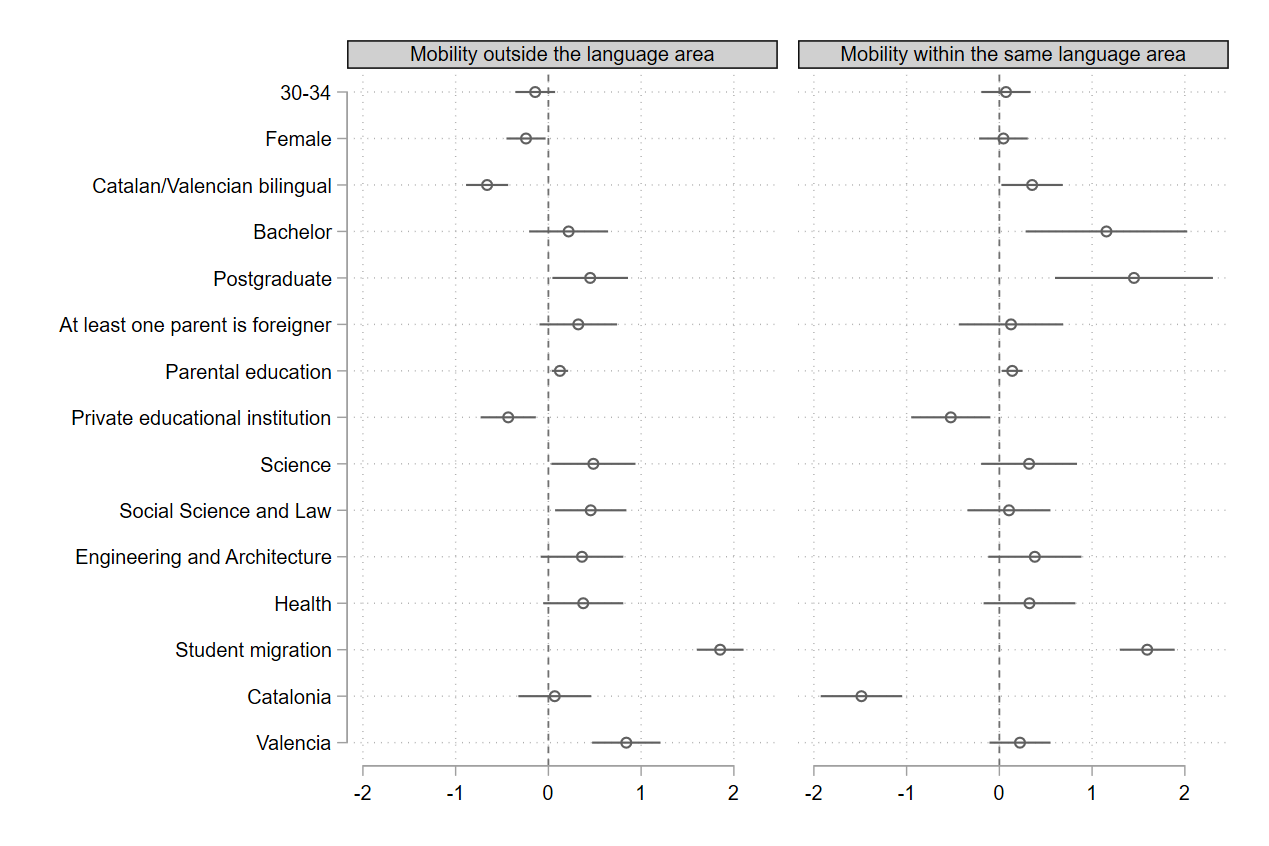 Mobility outside the language area
Mobility within the same language area
30-34
Female
Catalan/Valencian bilingual
Bachelor
Postgraduate
At least one parent is foreigner
Parental education
Private educational institution
Science
Social Science and Law
Engineering and Architecture
Health
Student migration
Catalonia
Valencia
-2 -1 0 1 2
-2 -1 0 1 2